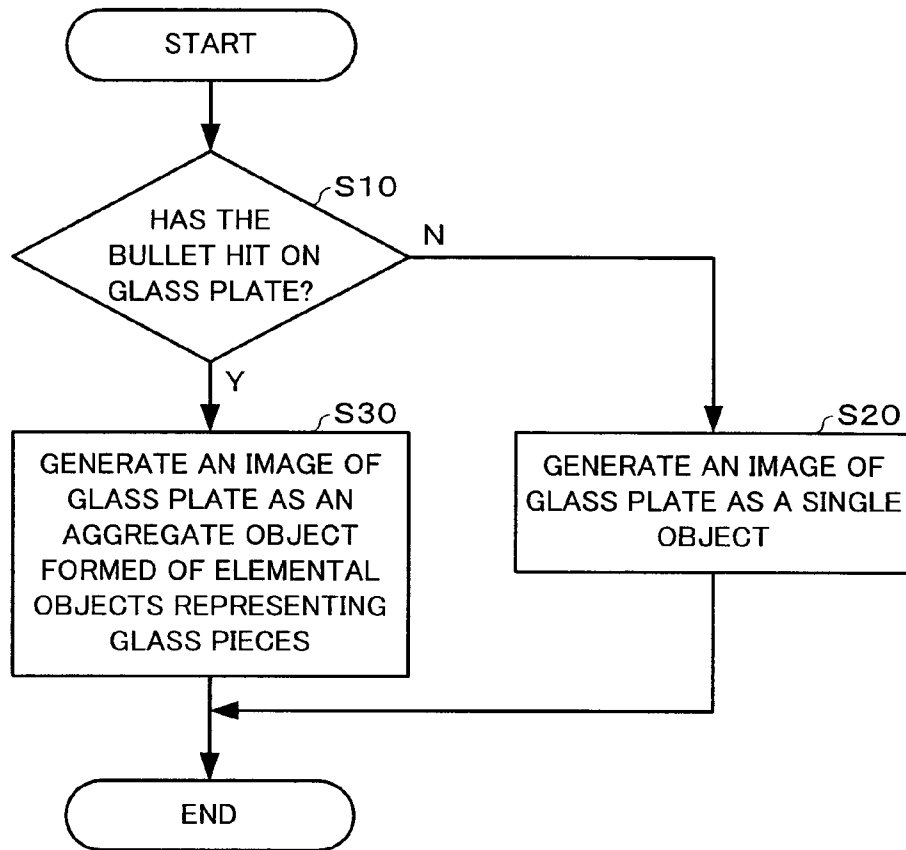 START
S10
HAS THE
BULLET HIT ON
GLASS PLATE?
N
Y
S30
GENERATE AN IMAGE OF
GLASS PLATE AS AN
AGGREGATE OBJECT
FORMED OF ELEMENTAL
OBJECTS REPRESENTING
GLASS PIECES
S20
GENERATE AN IMAGE OF
GLASS PLATE AS A SINGLE
OBJECT
END